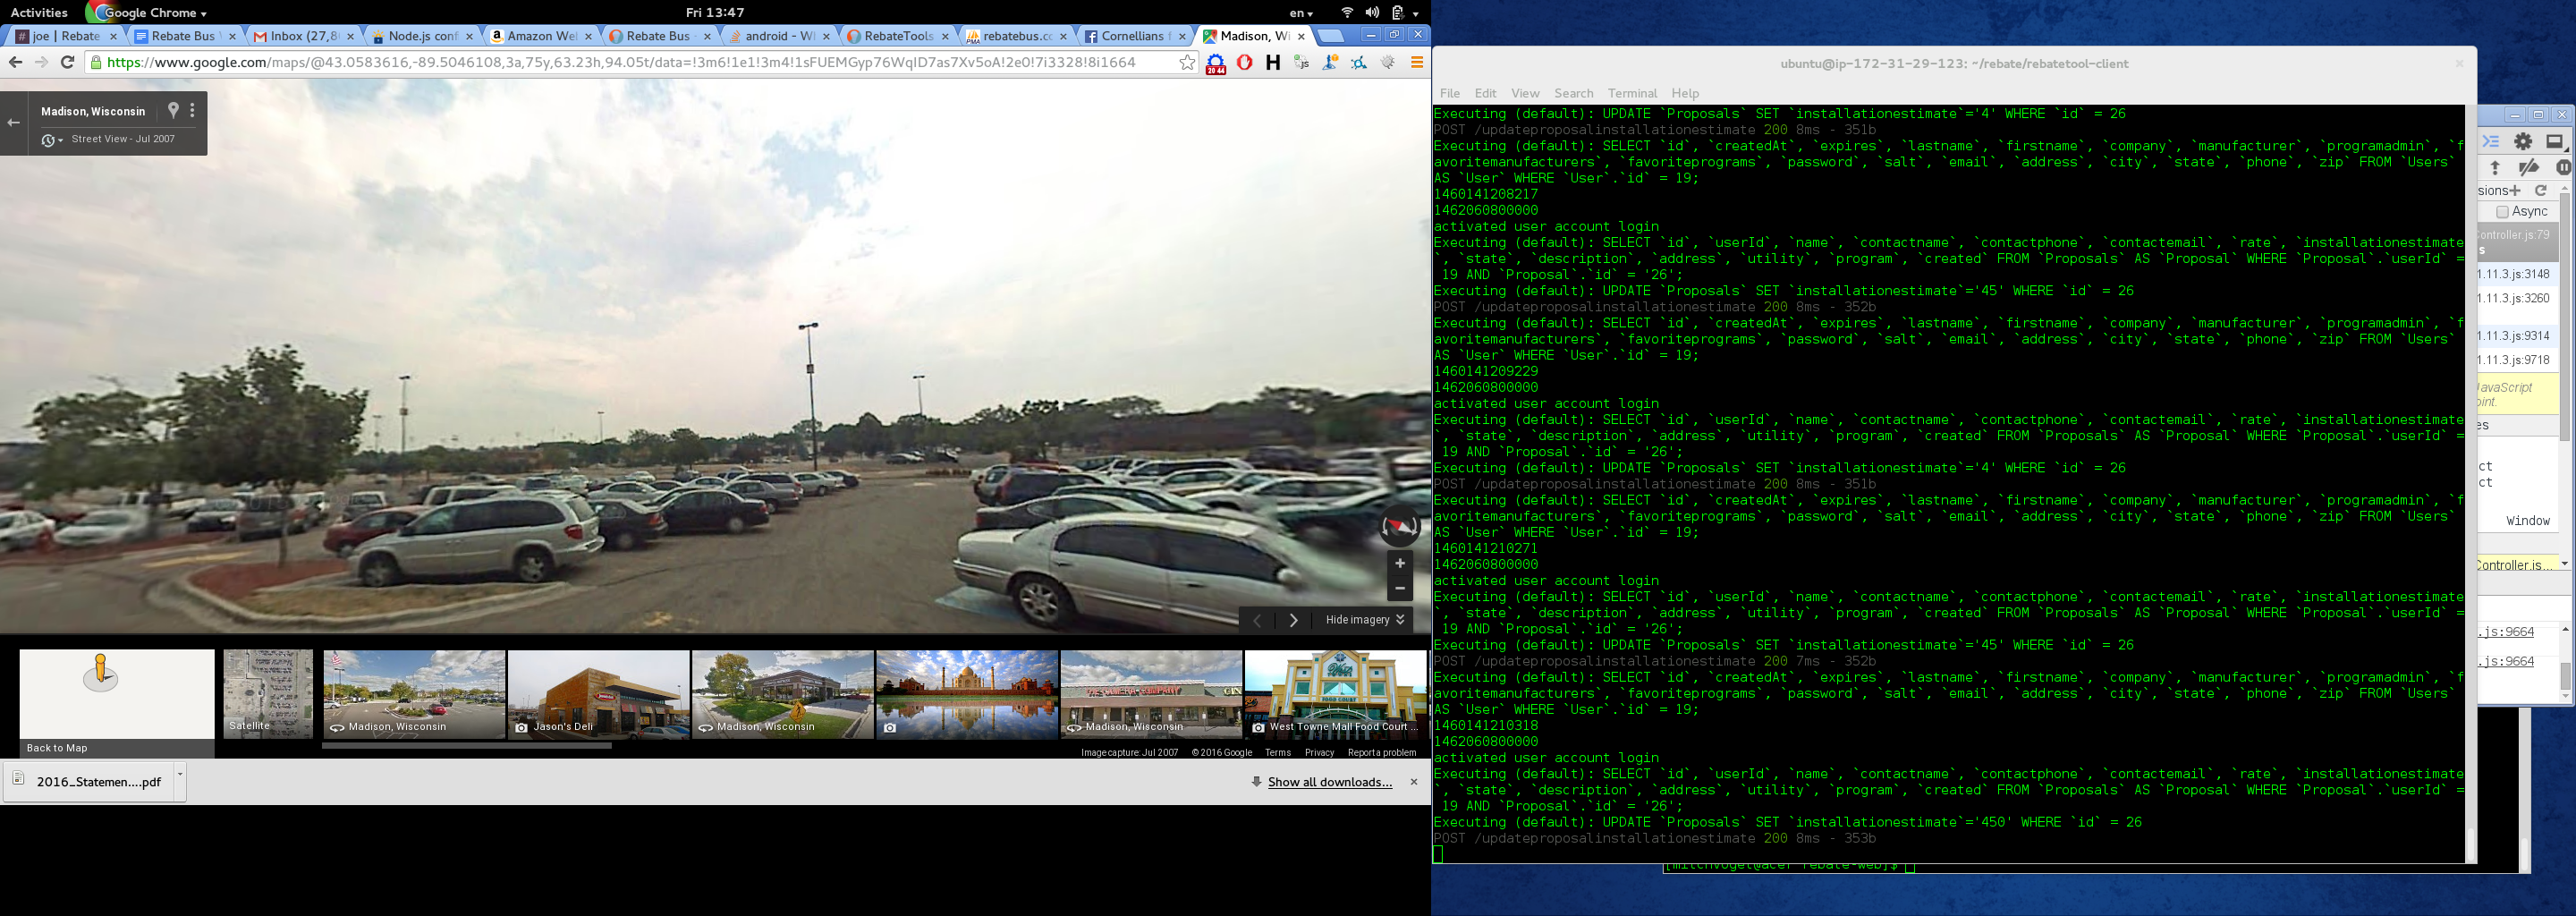 Activities
Google Chrome
Fri 13:47
en
joe | Rebate
Rebate Bus
Inbox (27,8
Node.js conf
Amazon Wel
Rebate Bus
android - Wl
RebateTools
rebatebus.co
Cornellians f
Madison, Wi
https://www.google.com/maps/@43.0583616,-89.5046108,3a,75y,63.23h,94.05t/data=!3m6!1e1!3m4!1sFUEMGyp76WqID7as7Xv5oA!2e0!7i3328!8i1664
20 44
H
js
Madison, Wisconsin
Street View - Jul 2007
Hide imagery
Satellite
Madison, Wisconsin
Jason's Deli
Madison, Wisconsin
Madison, Wisconsin
West Towne Mall Food Court ...
Back to Map
Image capture: Jul 2007 © 2016 Google Terms Privacy Report a problem
2016_Statemen....pdf
Show all downloads...
ubuntu@ip-172-31-29-123: ~/rebate/rebatetool-client
File Edit View Search Terminal Help
Executing (default): UPDATE `Proposals` SET `installationestimate`='4' WHERE `id` = 26
POST /updateproposalinstallationestimate 200 8ms - 351b
Executing (default): SELECT `id`, `createdAt`, `expires`, `lastname`, `firstname`, `company`, `manufacturer`, `programadmin`, `f
avoritemanufacturers`, `favoriteprograms`, `password`, `salt`, `email`, `address`, `city`, `state`, `phone`, `zip` FROM `Users`
AS `User` WHERE `User`.`id` = 19;
1460141208217
1462060800000
activated user account login
Executing (default): SELECT `id`, `userId`, `name`, `contactname`, `contactphone`, `contactemail`, `rate`, `installationestimate
`, `state`, `description`, `address`, `utility`, `program`, `created` FROM `Proposals` AS `Proposal` WHERE `Proposal`.`userId` =
19 AND `Proposal`.`id` = '26';
Executing (default): UPDATE `Proposals` SET `installationestimate`='45' WHERE `id` = 26
POST /updateproposalinstallationestimate 200 8ms - 352b
Executing (default): SELECT `id`, `createdAt`, `expires`, `lastname`, `firstname`, `company`, `manufacturer`, `programadmin`, `f
avoritemanufacturers`, `favoriteprograms`, `password`, `salt`, `email`, `address`, `city`, `state`, `phone`, `zip` FROM `Users`
AS `User` WHERE `User`.`id` = 19;
1460141209229
1462060800000
activated user account login
Executing (default): SELECT `id`, `userId`, `name`, `contactname`, `contactphone`, `contactemail`, `rate`, `installationestimate
`, `state`, `description`, `address`, `utility`, `program`, `created` FROM `Proposals` AS `Proposal` WHERE `Proposal`.`userId` =
19 AND `Proposal`.`id` = '26';
Executing (default): UPDATE `Proposals` SET `installationestimate`='4' WHERE `id` = 26
POST /updateproposalinstallationestimate 200 8ms - 351b
Executing (default): SELECT `id`, `createdAt`, `expires`, `lastname`, `firstname`, `company`, `manufacturer`, `programadmin`, `f
avoritemanufacturers`, `favoriteprograms`, `password`, `salt`, `email`, `address`, `city`, `state`, `phone`, `zip` FROM `Users`
AS `User` WHERE `User`.`id` = 19;
1460141210271
1462060800000
activated user account login
Executing (default): SELECT `id`, `userId`, `name`, `contactname`, `contactphone`, `contactemail`, `rate`, `installationestimate
`, `state`, `description`, `address`, `utility`, `program`, `created` FROM `Proposals` AS `Proposal` WHERE `Proposal`.`userId` =
19 AND `Proposal`.`id` = '26';
Executing (default): UPDATE `Proposals` SET `installationestimate`='45' WHERE `id` = 26
POST /updateproposalinstallationestimate 200 7ms - 352b
Executing (default): SELECT `id`, `createdAt`, `expires`, `lastname`, `firstname`, `company`, `manufacturer`, `programadmin`, `f
avoritemanufacturers`, `favoriteprograms`, `password`, `salt`, `email`, `address`, `city`, `state`, `phone`, `zip` FROM `Users`
AS `User` WHERE `User`.`id` = 19;
1460141210318
1462060800000
activated user account login
Executing (default): SELECT `id`, `userId`, `name`, `contactname`, `contactphone`, `contactemail`, `rate`, `installationestimate
`, `state`, `description`, `address`, `utility`, `program`, `created` FROM `Proposals` AS `Proposal` WHERE `Proposal`.`userId` =
19 AND `Proposal`.`id` = '26';
Executing (default): UPDATE `Proposals` SET `installationestimate`='450' WHERE `id` = 26
POST /updateproposalinstallationestimate 200 8ms - 353b
[mitchvogel@acer rebate-web]$
sions
Async
Controller.js:79
s
1.11.3.js:3148
1.11.3.js:3260
1.11.3.js:9314
1.11.3.js:9718
JavaScript
oint.
es
ct
ct
Window
Controller.js...
.js:9664
.js:9664